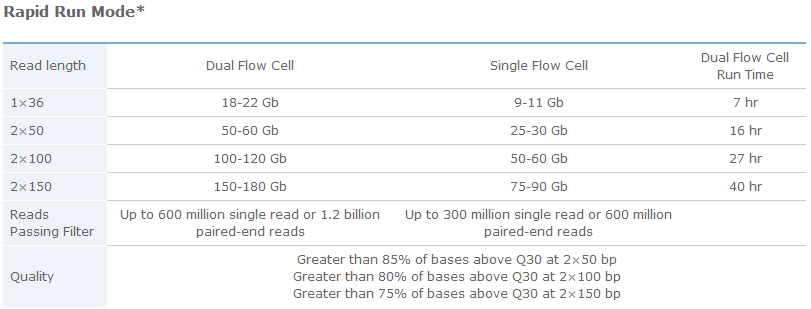 Rapid Run Mode*
Read length Dual Flow Cell Single Flow Cell Dual Flow Cell Run Time
1×36 18-22 Gb 9-11 Gb 7 hr
2×50 50-60 Gb 25-30 Gb 16 hr
2×100 100-120 Gb 50-60 Gb 27 hr
2×150 150-180 Gb 75-90 Gb 40 hr
Reads Passing Filter Up to 600 million single read or 1.2 billion paired-end reads Up to 300 million single read or 600 million paired-end reads
Quality
Greater than 85% of bases above Q30 at 2×50 bp
Greater than 80% of bases above Q30 at 2×100 bp
Greater than 75% of bases above Q30 at 2×150 bp